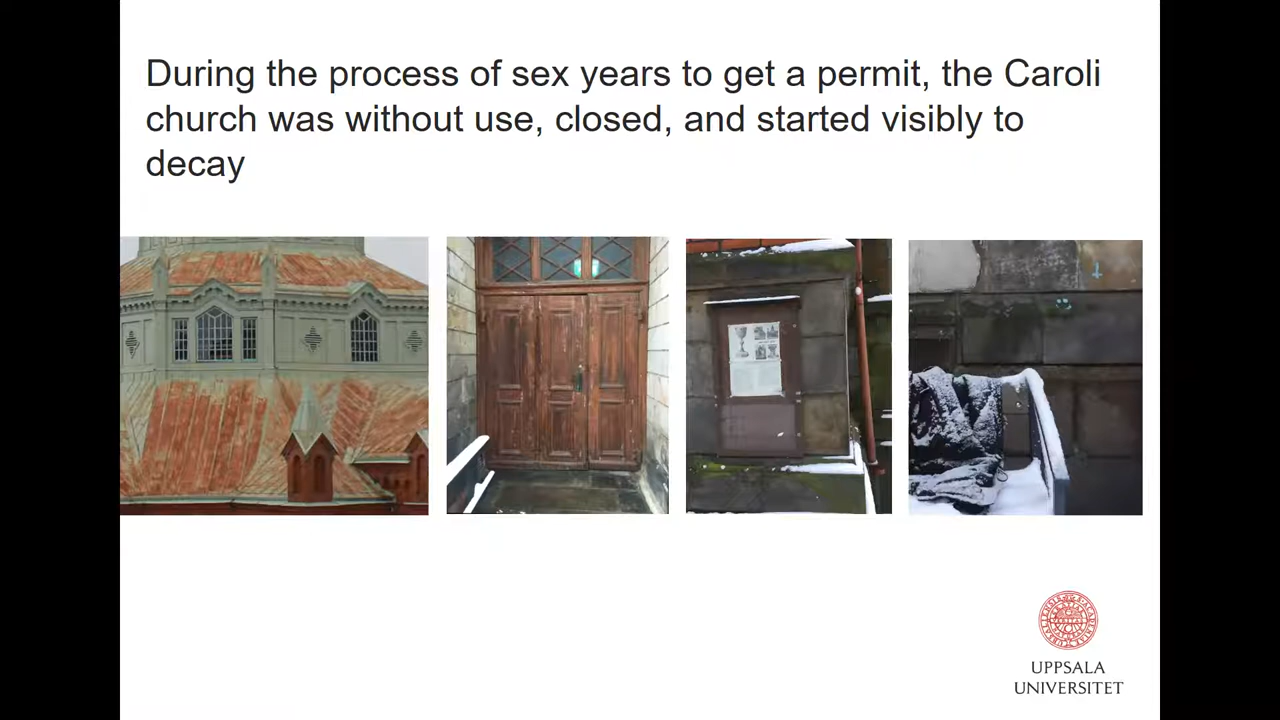 During the process of sex years to get a permit, the Caroli
church was without use, closed, and started visibly to
decay
UPPSALA
UNIVERSITET